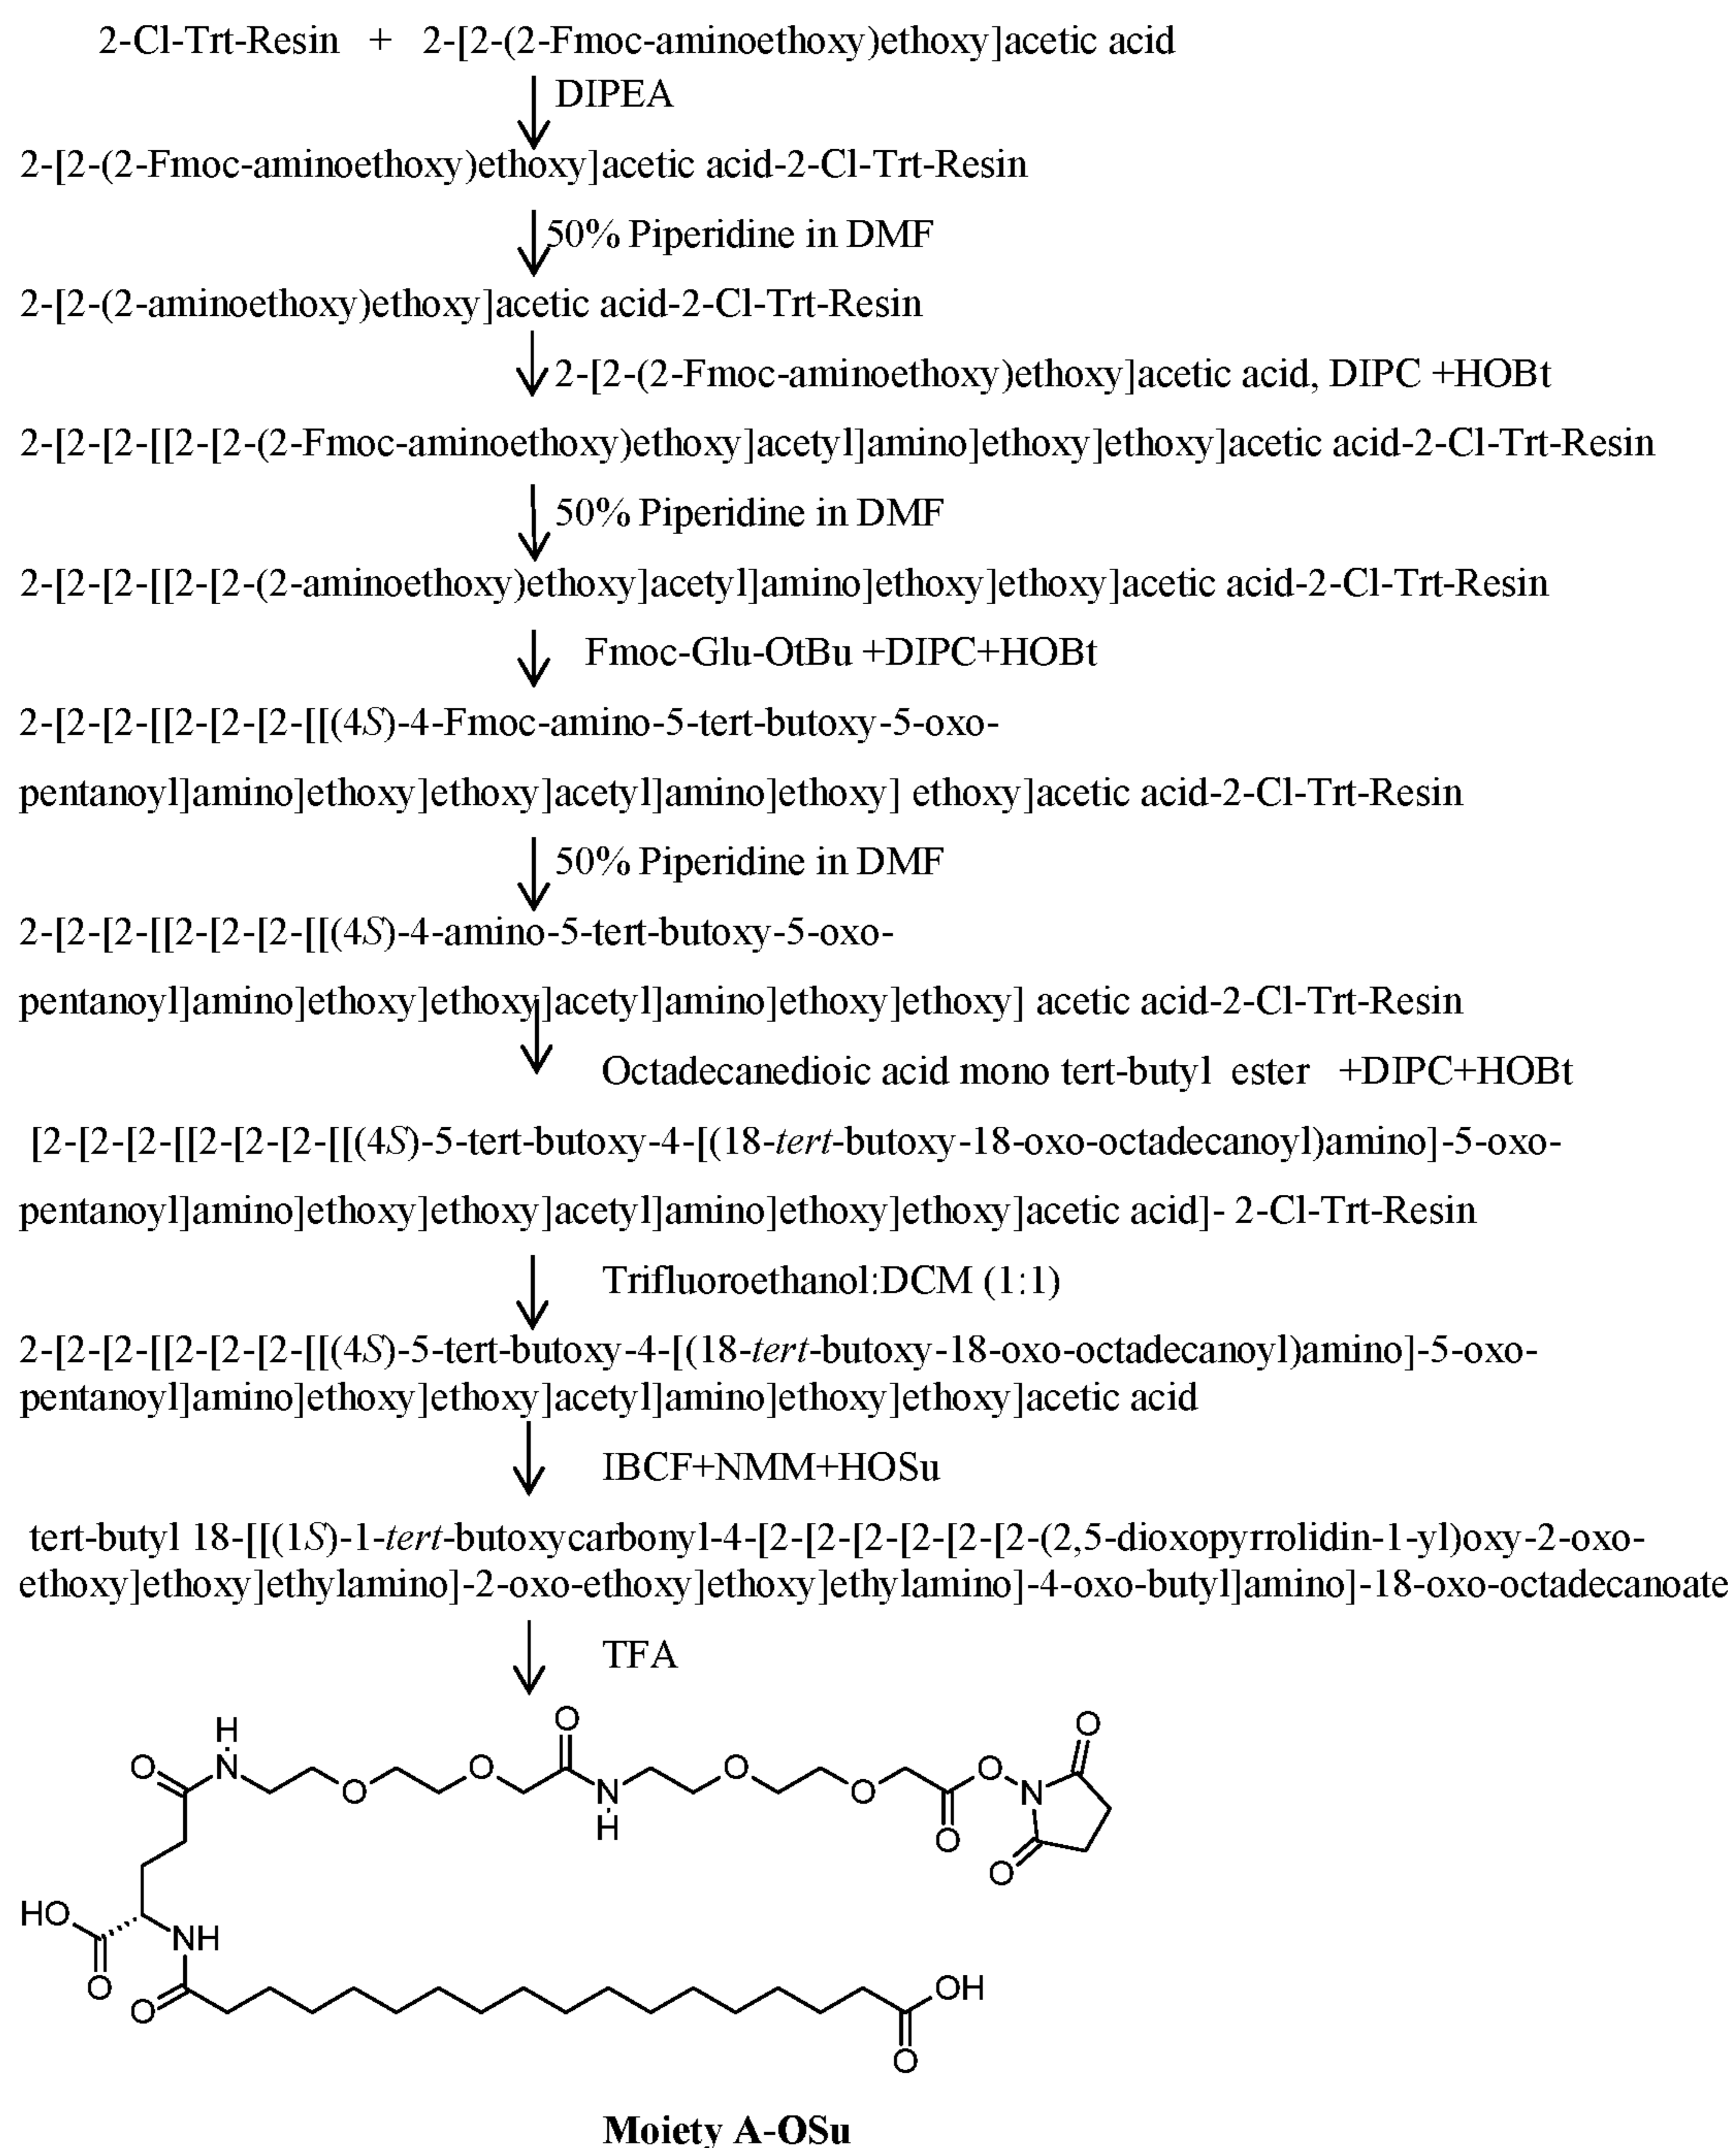 2-Cl-Trt-Resin + 2-[2-(2-Fmoc-aminoethoxy)ethoxy]acetic acid
DIPEA
2-[2-(2-Fmoc-aminoethoxy)ethoxy]acetic acid-2-Cl-Trt-Resin
50% Piperidine in DMF
2-[2-(2-aminoethoxy)ethoxy]acetic acid-2-Cl-Trt-Resin
2-[2-(2-Fmoc-aminoethoxy)ethoxy]acetic acid, DIPC +HOBt
2-[2-[2-[[2-[2-(2-Fmoc-aminoethoxy)ethoxy]acetyl]amino]ethoxy]ethoxy]acetic acid-2-Cl-Trt-Resin
50% Piperidine in DMF
2-[2-[2-[[2-[2-(2-aminoethoxy)ethoxy]acetyl]amino]ethoxy]ethoxy]acetic acid-2-Cl-Trt-Resin
Fmoc-Glu-OtBu +DIPC+HOBt
2-[2-[2-[[2-[2-[2-[[(4S)-4-Fmoc-amino-5-tert-butoxy-5-oxo-
pentanoyl]amino]ethoxy]ethoxy]acetyl]amino]ethoxy] ethoxy]acetic acid-2-Cl-Trt-Resin
50% Piperidine in DMF
2-[2-[2-[[2-[2-[2-[[(4S)-4-amino-5-tert-butoxy-5-oxo-
pentanoyl]amino]ethoxy]ethoxy]acetyl]amino]ethoxy]ethoxy] acetic acid-2-Cl-Trt-Resin
Octadecanedioic acid mono tert-butyl ester +DIPC+HOBt
[2-[2-[2-[[2-[2-[2-[[(4S)-5-tert-butoxy-4-[(18-tert-butoxy-18-oxo-octadecanoyl)amino]-5-oxo-
pentanoyl]amino]ethoxy]ethoxy]acetyl]amino]ethoxy]ethoxy]acetic acid]- 2-Cl-Trt-Resin
Trifluoroethanol:DCM (1:1)
2-[2-[2-[[2-[2-[2-[[(4S)-5-tert-butoxy-4-[(18-tert-butoxy-18-oxo-octadecanoyl)amino]-5-oxo-
pentanoyl]amino]ethoxy]ethoxy]acetyl]amino]ethoxy]ethoxy]acetic acid
IBCF+NMM+HOSu
tert-butyl 18-[[(1S)-1-tert-butoxycarbonyl-4-[2-[2-[2-[2-[2-[2-(2,5-dioxopyrrolidin-1-yl)oxy-2-oxo-
ethoxy]ethoxy]ethylamino]-2-oxo-ethoxy]ethoxy]ethylamino]-4-oxo-butyl]amino]-18-oxo-octadecanoate
TFA
H O O
O N O O O N
O N O O
H O O
HO NH
O
O OH
O
Moiety A-OSu